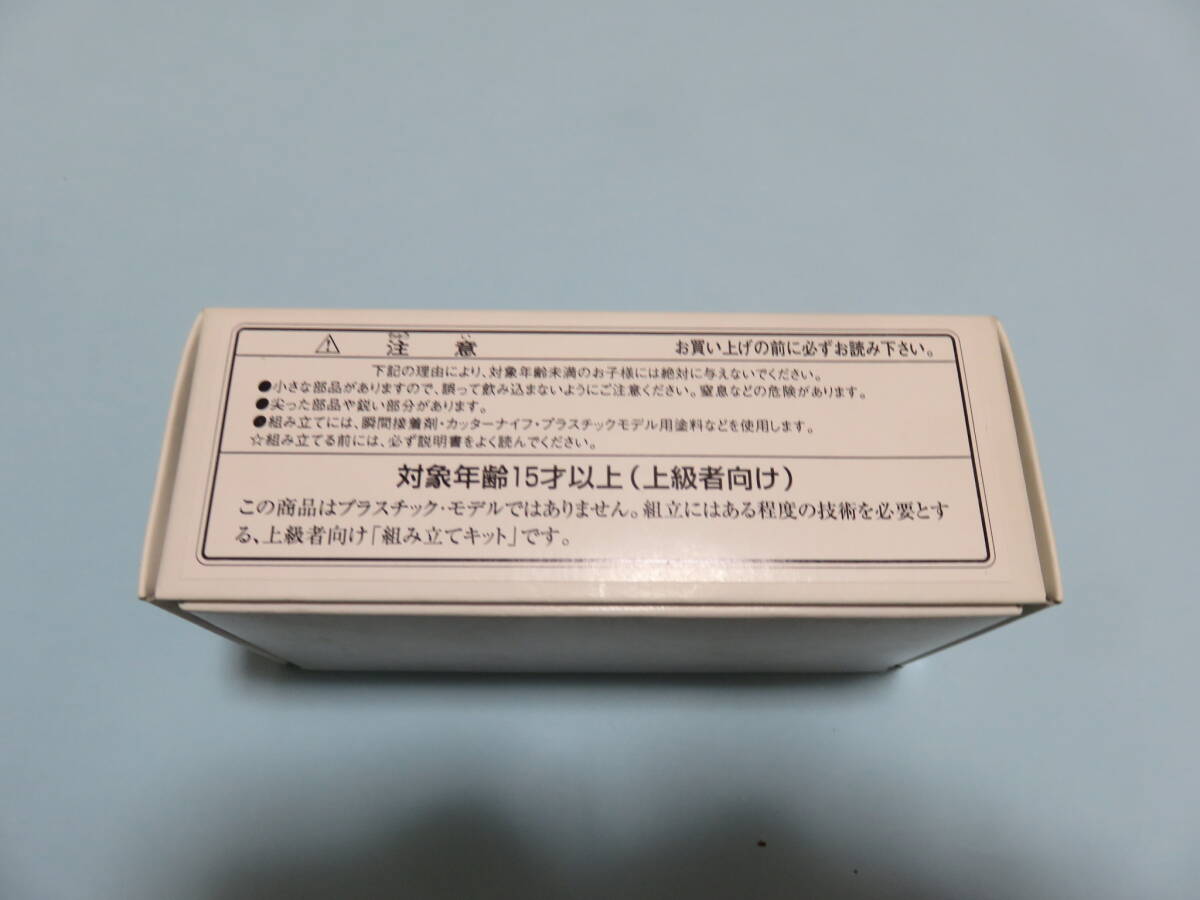 ⚠ 注意 お買い上げの前に必ずお読み下さい。
下記の理由により、対象年齢未満のお子様には絶対に与えないでください。
●小さな部品がありますので、誤って飲み込まないようにご注意ください。窒息などの危険があります。
●尖った部品や鋭い部分があります。
●組み立てには、瞬間接着剤・カッターナイフ・プラスチックモデル用塗料などを使用します。
☆組み立てる前には、必ず説明書をよく読んでください。
対象年齢15才以上(上級者向け)
この商品はプラスチック・モデルではありません。組立にはある程度の技術を必要とす
る、上級者向け「組み立てキット」です。